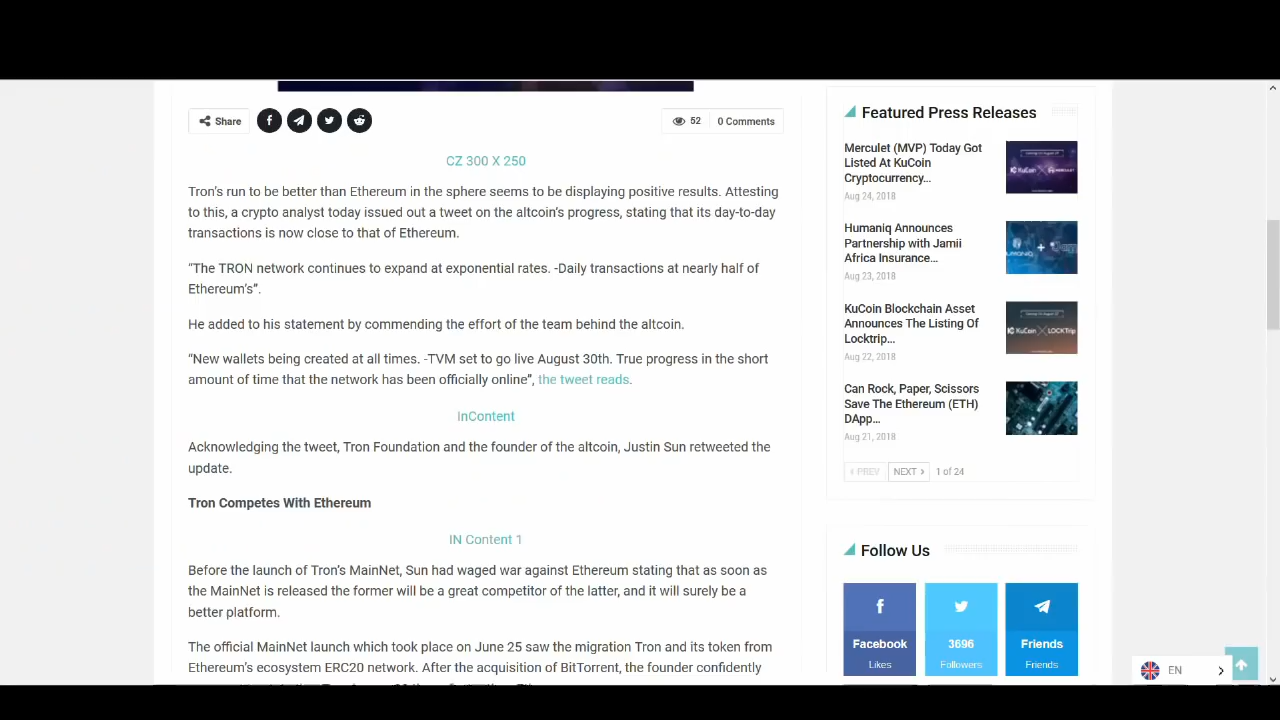 Share
52
0 Comments
CZ 300 X 250
Tron's run to be better than Ethereum in the sphere seems to be displaying positive results. Attesting
to this, a crypto analyst today issued out a tweet on the altcoin's progress, stating that its day-to-day
transactions is now close to that of Ethereum.
“The TRON network continues to expand at exponential rates. -Daily transactions at nearly half of
Ethereum's”.
He added to his statement by commending the effort of the team behind the altcoin.
“New wallets being created at all times. -TVM set to go live August 30th. True progress in the short
amount of time that the network has been officially online”, the tweet reads.
InContent
Acknowledging the tweet, Tron Foundation and the founder of the altcoin, Justin Sun retweeted the
update.
Tron Competes With Ethereum
IN Content 1
Before the launch of Tron's MainNet, Sun had waged war against Ethereum stating that as soon as
the MainNet is released the former will be a great competitor of the latter, and it will surely be a
better platform.
The official MainNet launch which took place on June 25 saw the migration Tron and its token from
Ethereum's ecosystem ERC20 network. After the acquisition of BitTorrent, the founder confidently
Featured Press Releases
Merculet (MVP) Today Got
Listed At KuCoin
Cryptocurrency…
Aug 24, 2018
Humaniq Announces
Partnership with Jamii
Africa Insurance…
Aug 23, 2018
KuCoin Blockchain Asset
Announces The Listing Of
Locktrip…
Aug 22, 2018
Can Rock, Paper, Scissors
Save The Ethereum (ETH)
DApp…
Aug 21, 2018
PREV
NEXT
1 of 24
Follow Us
Facebook
Likes
3696
Followers
Friends
Friends
EN